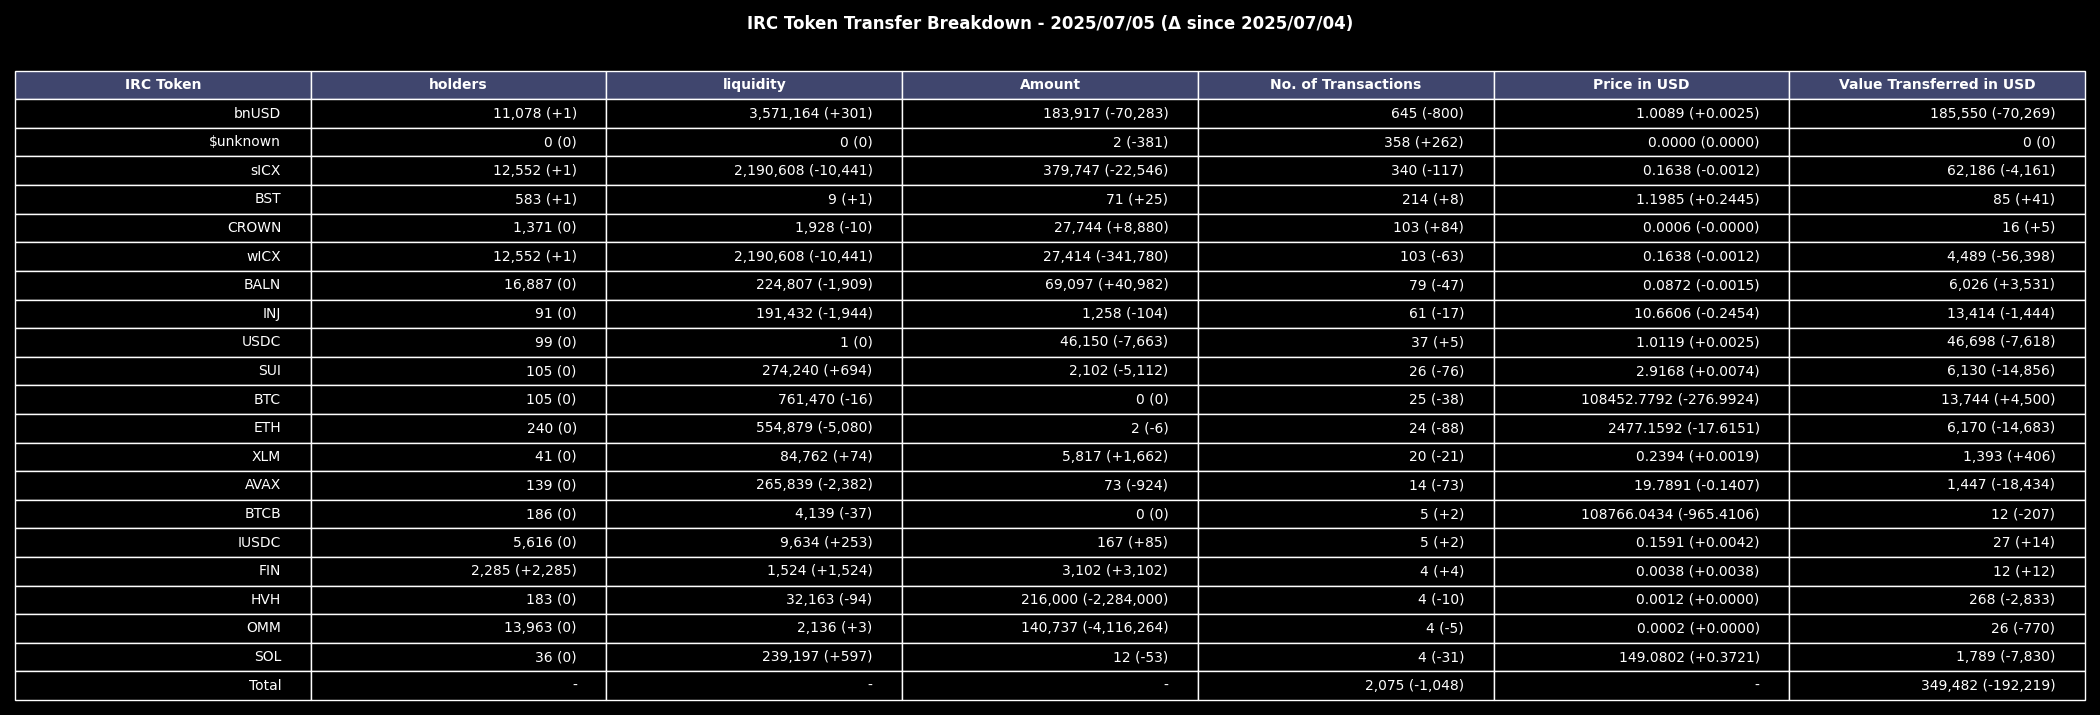 IRC Token Transfer Breakdown - 2025/07/05 (Δ since 2025/07/04)
IRC Token holders liquidity Amount No. of Transactions Price in USD Value Transferred in USD
bnUSD 11,078 (+1) 3,571,164 (+301) 183,917 (-70,283) 645 (-800) 1.0089 (+0.0025) 185,550 (-70,269)
$unknown 0 (0) 0 (0) 2 (-381) 358 (+262) 0.0000 (0.0000) 0 (0)
sICX 12,552 (+1) 2,190,608 (-10,441) 379,747 (-22,546) 340 (-117) 0.1638 (-0.0012) 62,186 (-4,161)
BST 583 (+1) 9 (+1) 71 (+25) 214 (+8) 1.1985 (+0.2445) 85 (+41)
CROWN 1,371 (0) 1,928 (-10) 27,744 (+8,880) 103 (+84) 0.0006 (-0.0000) 16 (+5)
wICX 12,552 (+1) 2,190,608 (-10,441) 27,414 (-341,780) 103 (-63) 0.1638 (-0.0012) 4,489 (-56,398)
BALN 16,887 (0) 224,807 (-1,909) 69,097 (+40,982) 79 (-47) 0.0872 (-0.0015) 6,026 (+3,531)
INJ 91 (0) 191,432 (-1,944) 1,258 (-104) 61 (-17) 10.6606 (-0.2454) 13,414 (-1,444)
USDC 99 (0) 1 (0) 46,150 (-7,663) 37 (+5) 1.0119 (+0.0025) 46,698 (-7,618)
SUI 105 (0) 274,240 (+694) 2,102 (-5,112) 26 (-76) 2.9168 (+0.0074) 6,130 (-14,856)
BTC 105 (0) 761,470 (-16) 0 (0) 25 (-38) 108452.7792 (-276.9924) 13,744 (+4,500)
ETH 240 (0) 554,879 (-5,080) 2 (-6) 24 (-88) 2477.1592 (-17.6151) 6,170 (-14,683)
XLM 41 (0) 84,762 (+74) 5,817 (+1,662) 20 (-21) 0.2394 (+0.0019) 1,393 (+406)
AVAX 139 (0) 265,839 (-2,382) 73 (-924) 14 (-73) 19.7891 (-0.1407) 1,447 (-18,434)
BTCB 186 (0) 4,139 (-37) 0 (0) 5 (+2) 108766.0434 (-965.4106) 12 (-207)
IUSDC 5,616 (0) 9,634 (+253) 167 (+85) 5 (+2) 0.1591 (+0.0042) 27 (+14)
FIN 2,285 (+2,285) 1,524 (+1,524) 3,102 (+3,102) 4 (+4) 0.0038 (+0.0038) 12 (+12)
HVH 183 (0) 32,163 (-94) 216,000 (-2,284,000) 4 (-10) 0.0012 (+0.0000) 268 (-2,833)
OMM 13,963 (0) 2,136 (+3) 140,737 (-4,116,264) 4 (-5) 0.0002 (+0.0000) 26 (-770)
SOL 36 (0) 239,197 (+597) 12 (-53) 4 (-31) 149.0802 (+0.3721) 1,789 (-7,830)
Total - - - 2,075 (-1,048) - 349,482 (-192,219)